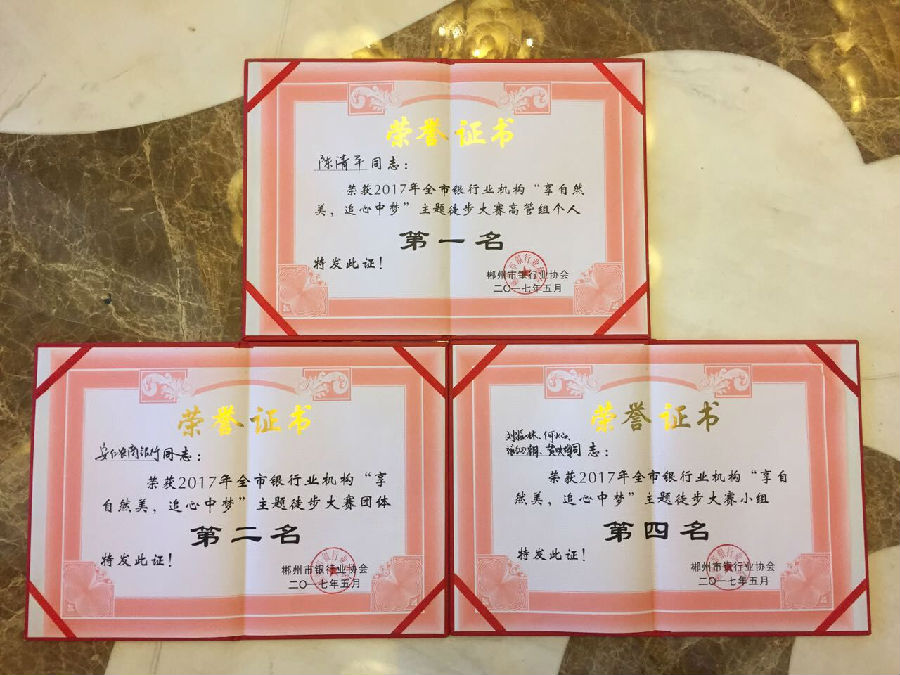 荣誉证书
陈清平同志:
荣获2017年全市银行业机构“享自然
美,追心中梦”主题徒步大赛高管组个人
第一名
特发此证!
郴州市银行业协会
二〇一七年五月
荣誉证书
安仁农商银行同志:
荣获2017年全市银行业机构“享
自然美,追心中梦”主题徒步大赛团体
第二名
特发此证!
郴州市银行业协会
二〇一七年五月
荣誉证书
同志:
荣获2017年全市银行业机构“享自
然美,追心中梦”主题徒步大赛小组
第四名
特发此证!
郴州市银行业协会
二〇一七年五月